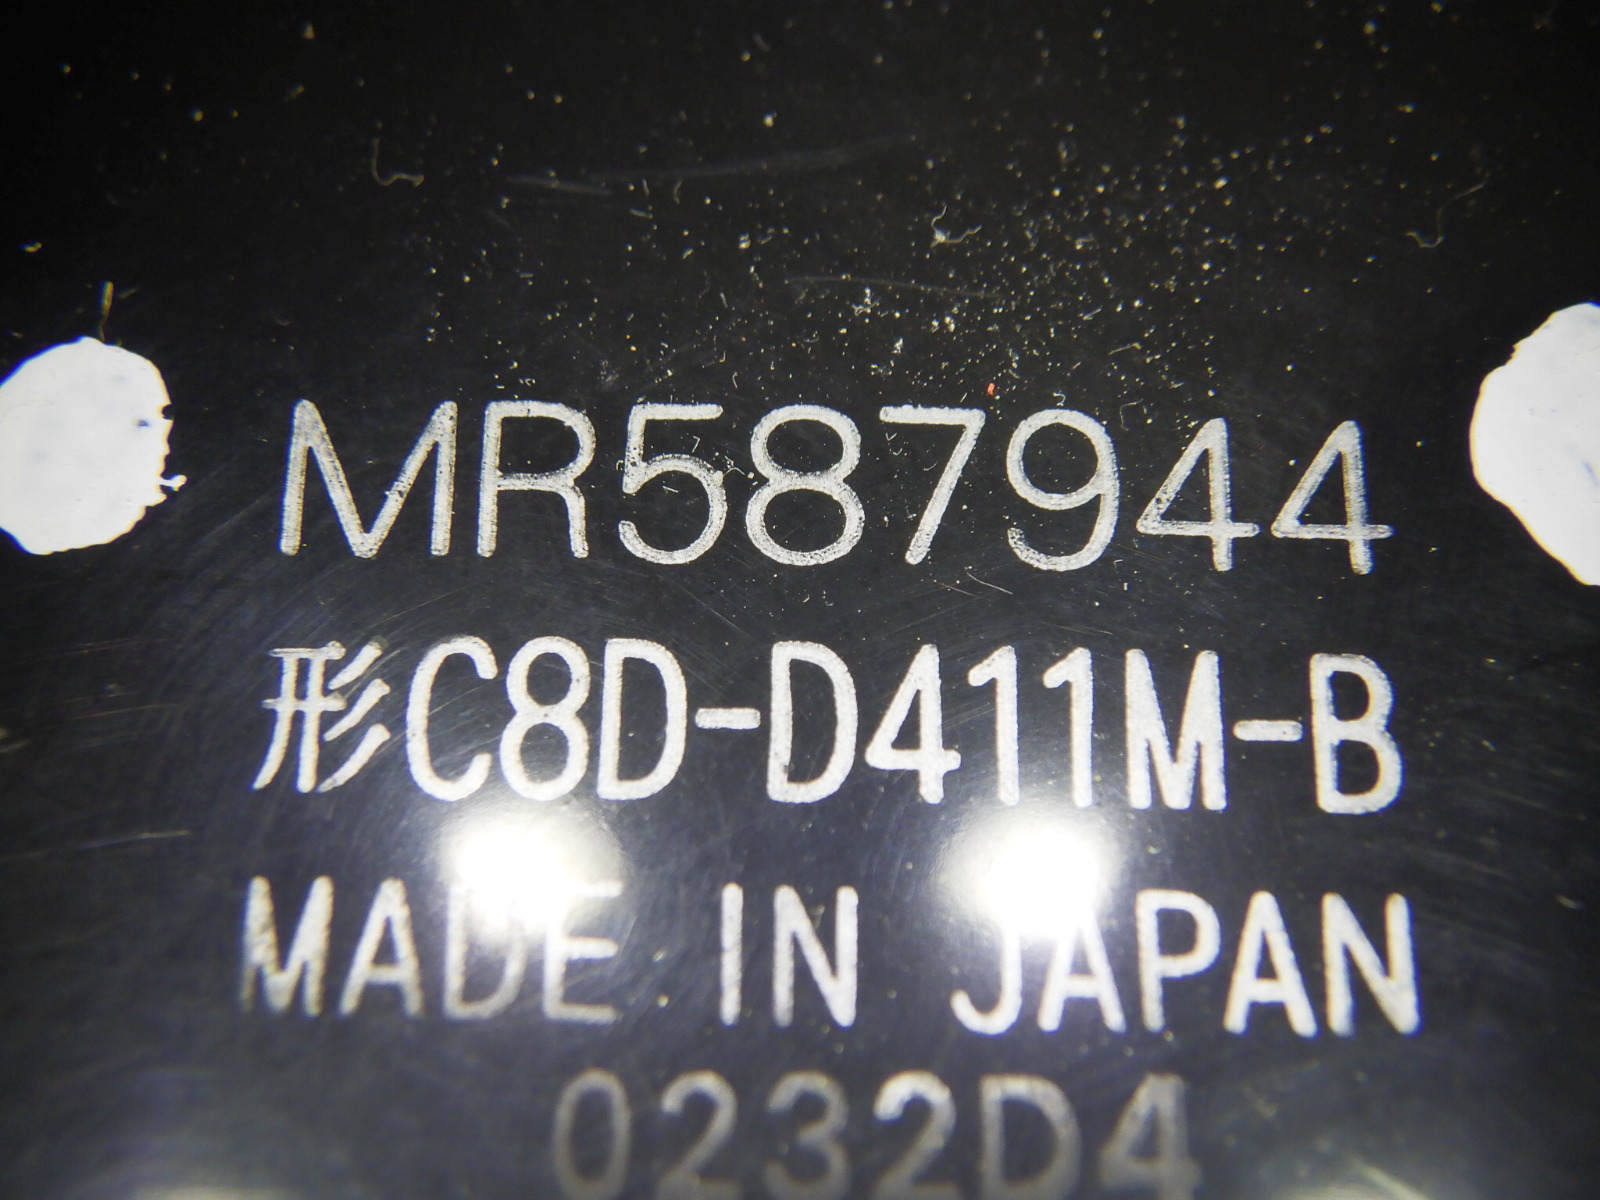 MR587944
形C8D-D411M-B
MADE IN JAPAN
0232D4